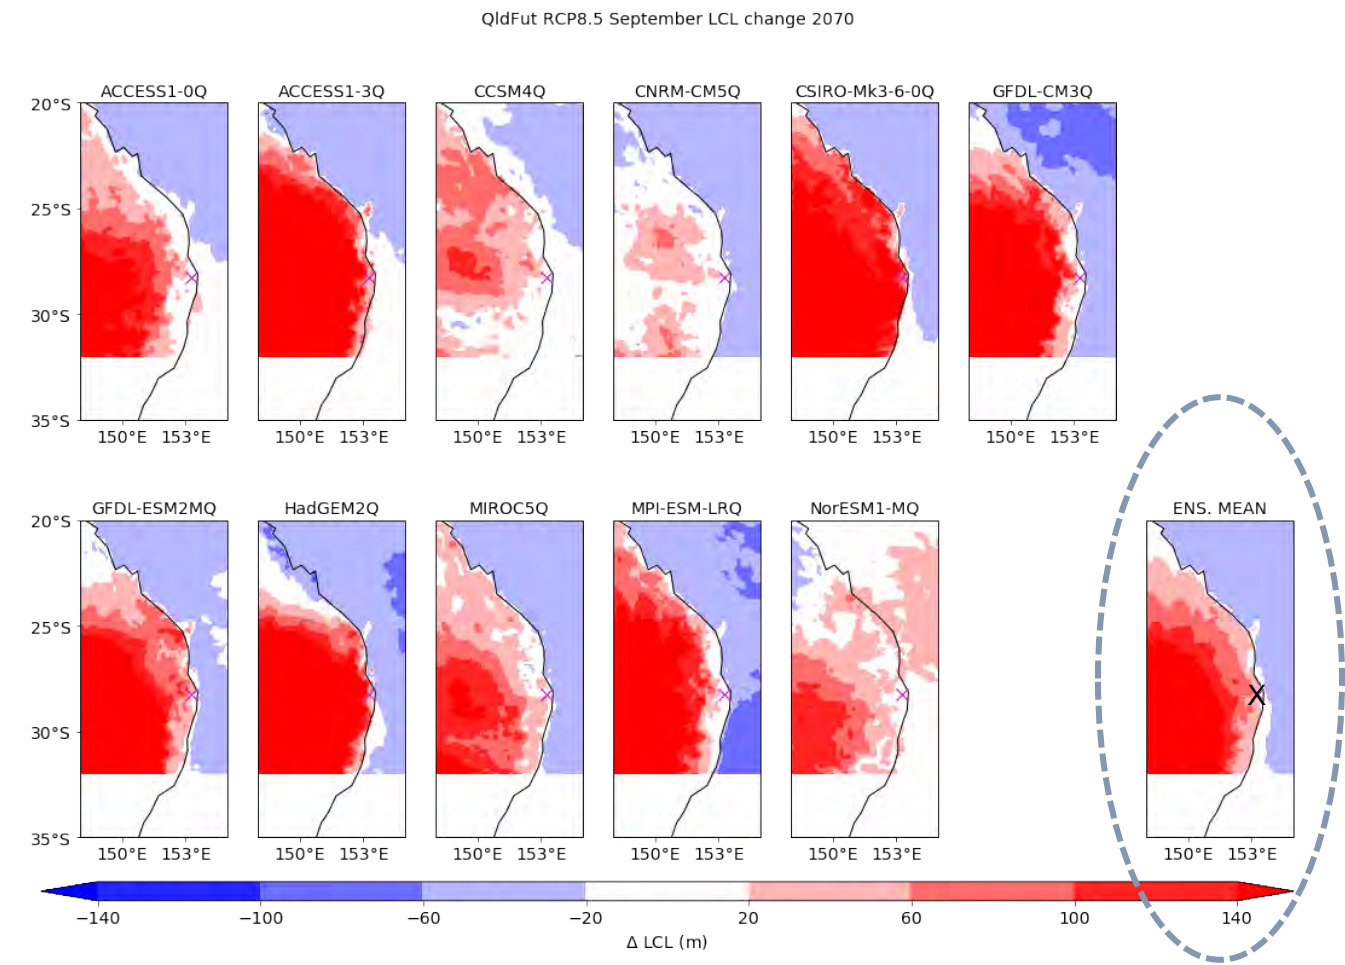 QldFut RCP8.5 September LCL change 2070
ACCESS1-0Q ACCESS1-3Q CCSM4Q CNRM-CM5Q CSIRO-Mk3-6-0Q GFDL-CM3Q
20°S
25°S
30°S
35°S
150°E 153°E 150°E 153°E 150°E 153°E 150°E 153°E 150°E 153°E 150°E 153°E
GFDL-ESM2MQ HadGEM2Q MIROC5Q MPI-ESM-LRQ NorESM1-MQ ENS. MEAN
20°S
25°S
X
30°S
35°S
150°E 153°E 150°E 153°E 150°E 153°E 150°E 153°E 150°E 153°E 150°E 153°E
−140 −100 −60 −20 20 60 100 140
Δ LCL (m)